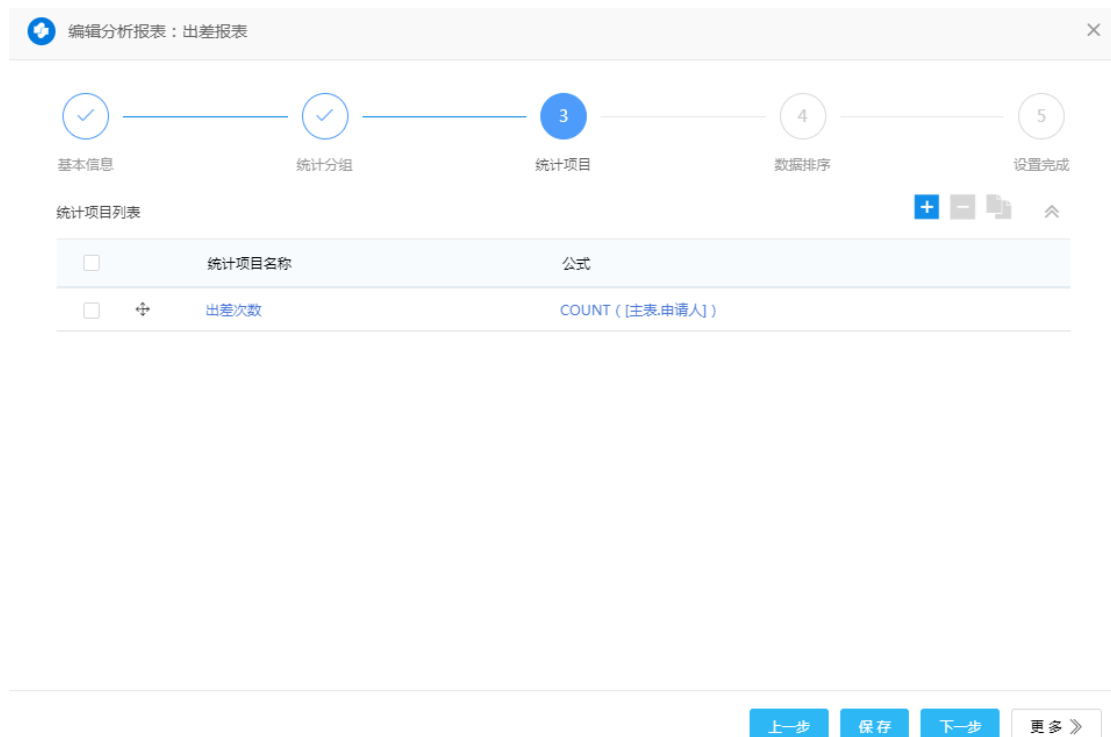 编辑分析报表：出差报表
3 4 5
基本信息 统计分组 统计项目 数据排序 设置完成
统计项目列表
统计项目名称 公式
出差次数 COUNT ( [主表.申请人] )
上一步 保存 下一步 更多